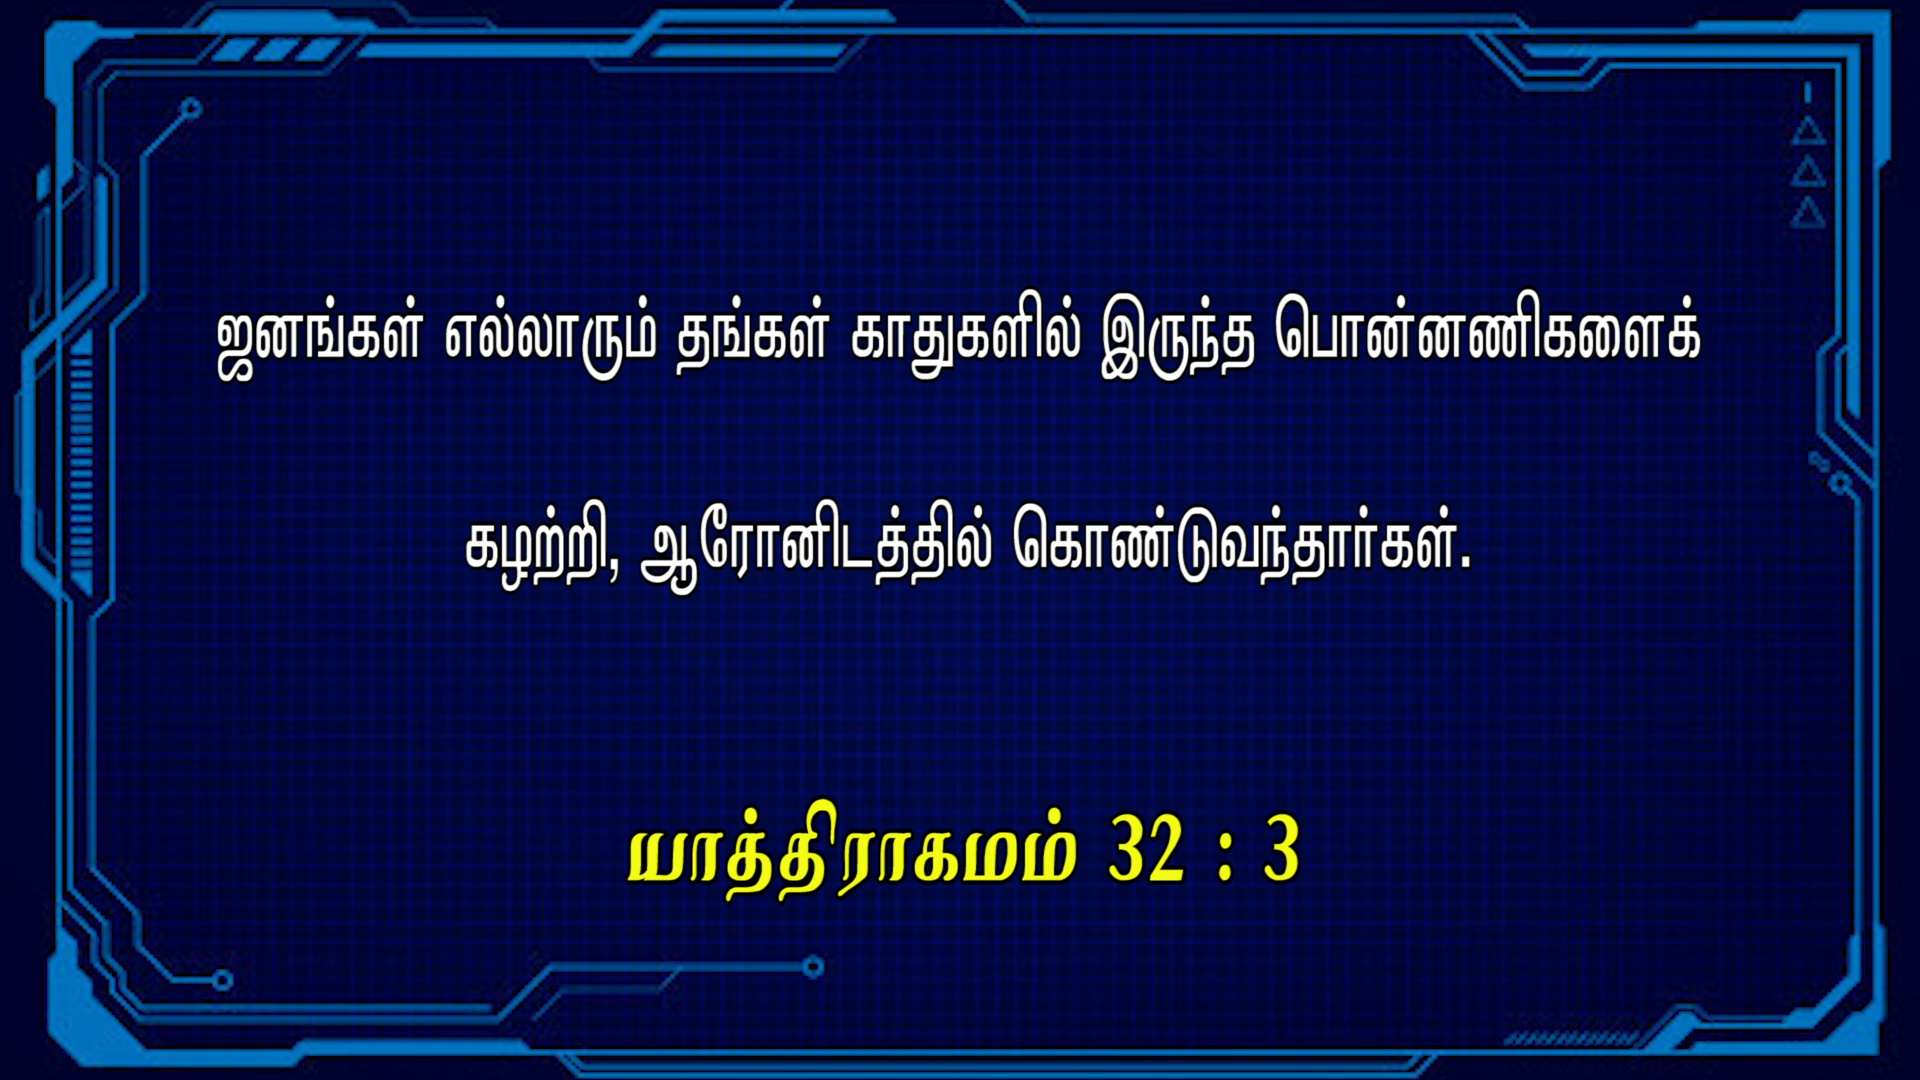 ஜனங்கள் எல்லாரும் தங்கள் காதுகளில் இருந்த பொன்னணிகளைக்
கழற்றி, ஆரோனிடத்தில் கொண்டுவந்தார்கள்.
யாத்திராகமம் 32 : 3